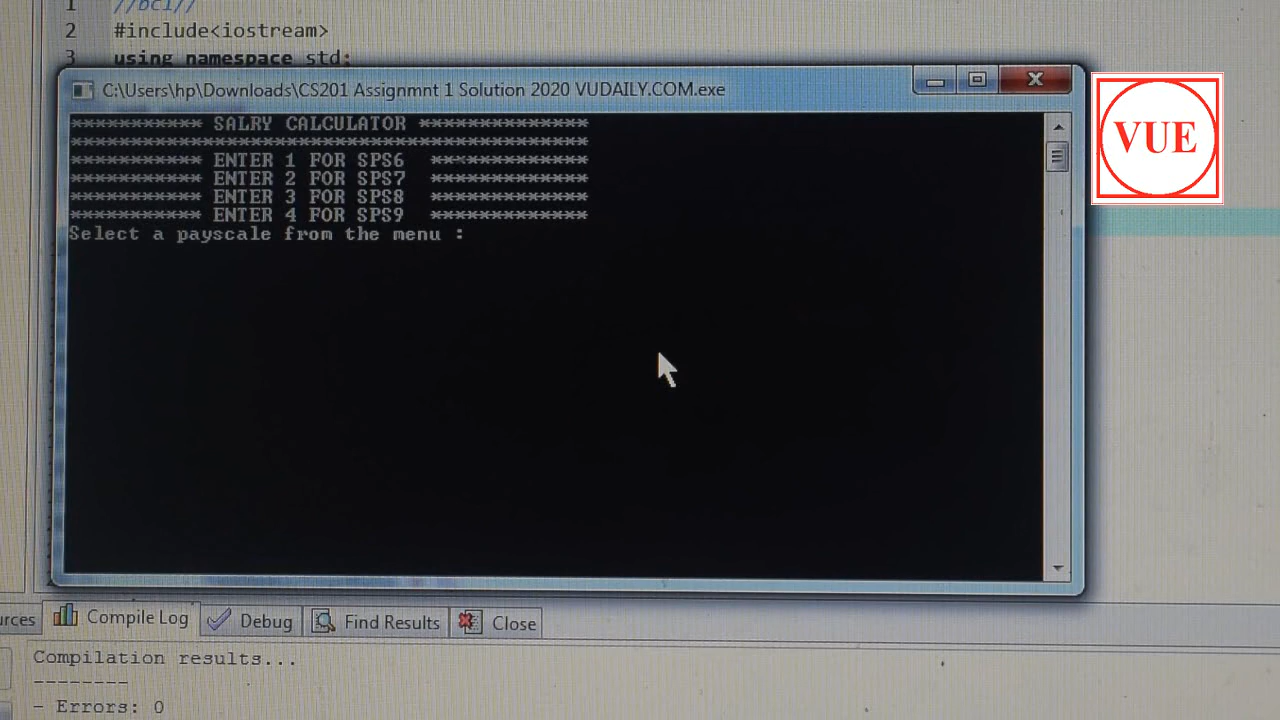 1 //bc1//
2 #include<iostream>
3 using namespace std;
C:\Users\hp\Downloads\CS201 Assignmnt 1 Solution 2020 VUDAILY.COM.exe
*********** SALRY CALCULATOR **************
*******************************************
*********** ENTER 1 FOR SPS6 *************
*********** ENTER 2 FOR SPS7 *************
*********** ENTER 3 FOR SPS8 *************
*********** ENTER 4 FOR SPS9 *************
Select a payscale from the menu :
VUE
urces Compile Log Debug Find Results Close
Compilation results...
--------
- Errors: 0